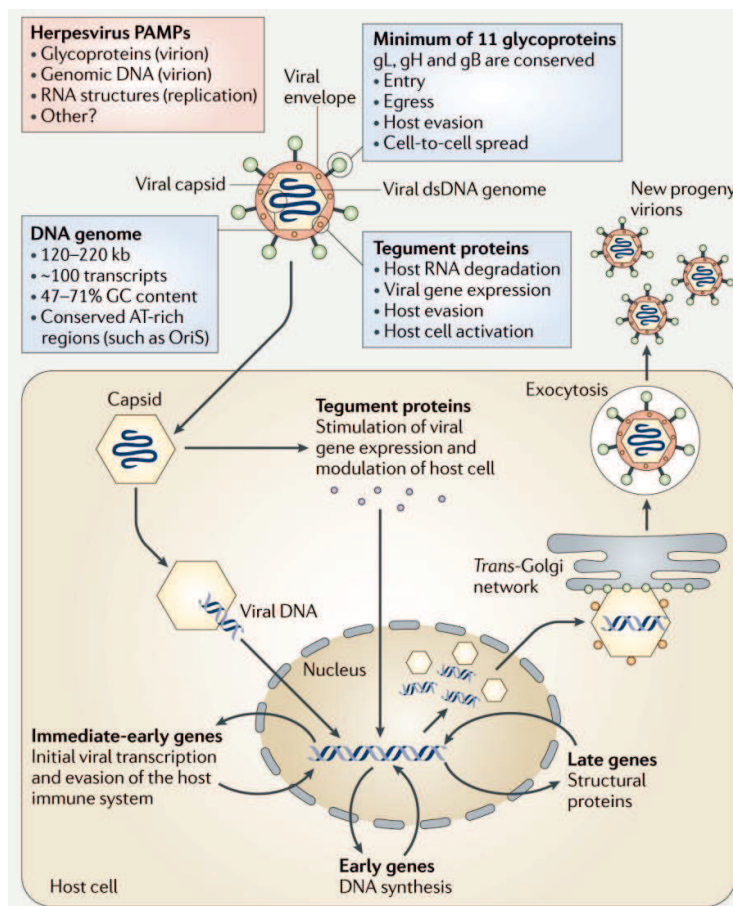 Herpesvirus PAMPs
• Glycoproteins (virion)
• Genomic DNA (virion)
• RNA structures (replication)
• Other?
Viral
envelope
Minimum of 11 glycoproteins
gL, gH and gB are conserved
• Entry
• Egress
• Host evasion
• Cell-to-cell spread
Viral capsid
Viral dsDNA genome
New progeny
virions
DNA genome
• 120–220 kb
• ~100 transcripts
• 47–71% GC content
• Conserved AT-rich
regions (such as OriS)
Tegument proteins
• Host RNA degradation
• Viral gene expression
• Host evasion
• Host cell activation
Capsid
Tegument proteins
Stimulation of viral
gene expression and
modulation of host cell
Exocytosis
Trans-Golgi
network
Viral DNA
Nucleus
Immediate-early genes
Initial viral transcription
and evasion of the host
immune system
Late genes
Structural
proteins
Early genes
DNA synthesis
Host cell